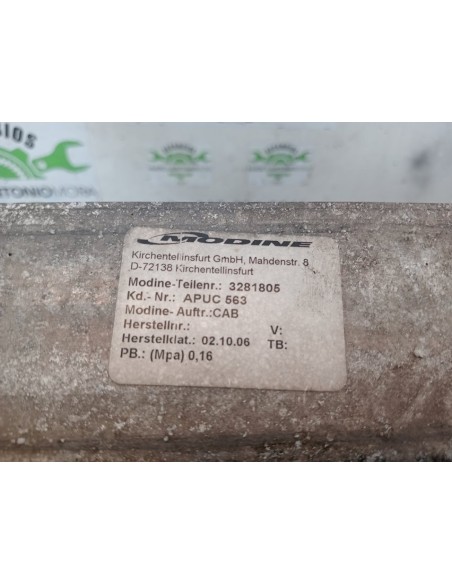 MODINE
Kirchentellinsfurt GmbH, Mahdenstr. 8
D-72138 Kirchentellinsfurt
Modine-Teilenr.: 3281805
Kd.- Nr.: APUC 563
Modine- Auftr.:CAB
Herstellnr.: V:
Herstelldat.: 02.10.06 TB:
PB.: (Mpa) 0,16